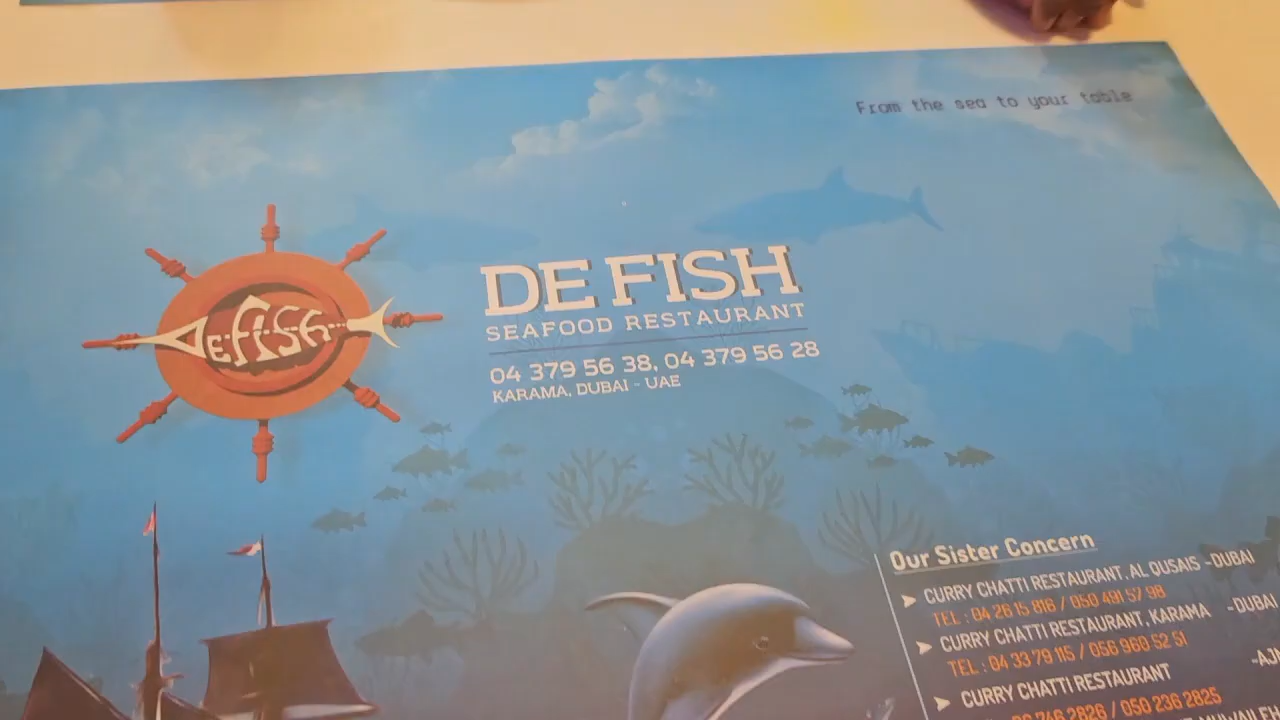 From the sea to your table
DeFish
DE FISH
SEAFOOD RESTAURANT
04 379 56 38, 04 379 56 28
KARAMA, DUBAI - UAE
Our Sister Concern
➤ CURRY CHATTI RESTAURANT, AL QUSAIS - DUBAI
TEL : 04 26 15 816 / 050 491 57 98
➤ CURRY CHATTI RESTAURANT, KARAMA - DUBAI
TEL : 04 33 79 115 / 056 960 52 51
➤ CURRY CHATTI RESTAURANT
746 2826 / 050 236 2825